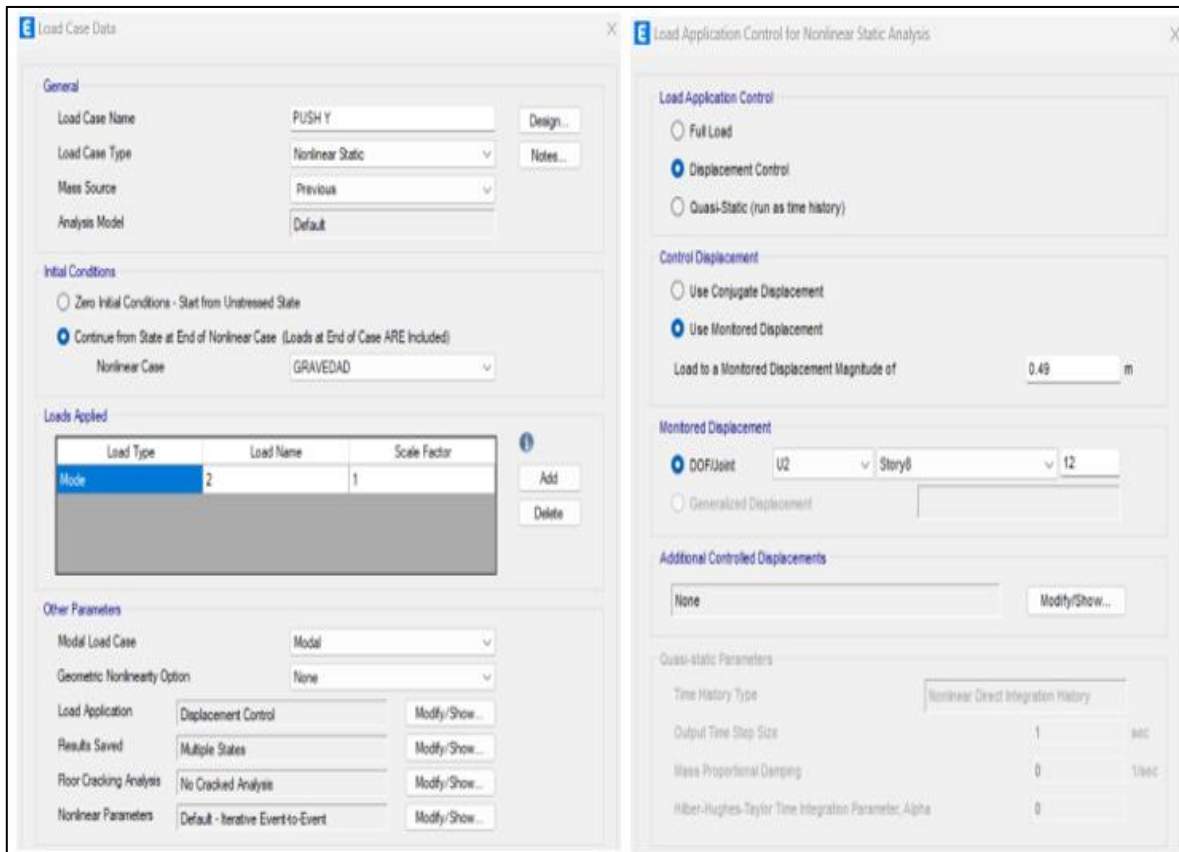 E Load Case Data X
General
Load Case Name PUSH Y Design...
Load Case Type Nonlinear Static Notes...
Mass Source Previous
Analysis Model Default
Initial Conditions
Zero Initial Conditions - Start from Unstressed State
Continue from State at End of Nonlinear Case (Loads at End of Case ARE Included)
Nonlinear Case GRAVEDAD
Loads Applied
Load Type Load Name Scale Factor
Mode 2 1
i
Add
Delete
Other Parameters
Modal Load Case Modal
Geometric Nonlinearity Option None
Load Application Displacement Control Modify/Show...
Results Saved Multiple States Modify/Show...
Floor Cracking Analysis No Cracked Analysis Modify/Show...
Nonlinear Parameters Default - Iterative Event-to-Event Modify/Show...
E Load Application Control for Nonlinear Static Analysis X
Load Application Control
Full Load
Displacement Control
Quasi-Static (run as time history)
Control Displacement
Use Conjugate Displacement
Use Monitored Displacement
Load to a Monitored Displacement Magnitude of 0.49 m
Monitored Displacement
DOF/Joint U2 Story8 12
Generalized Displacement
Additional Controlled Displacements
None Modify/Show...
Quasi-static Parameters
Time History Type Nonlinear Direct Integration History
Output Time Step Size 1 sec
Mass Proportional Damping 0 1/sec
Hilber-Hughes-Taylor Time Integration Parameter, Alpha 0